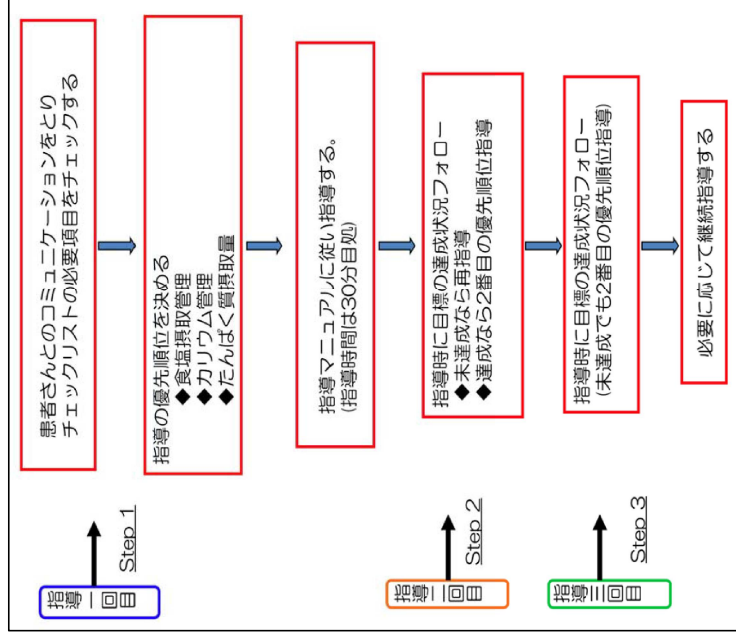 指導一回目
Step 1
患者さんとのコミュニケーションをとり
チェックリストの必要項目をチェックする
指導の優先順位を決める
◆食塩摂取管理
◆カリウム管理
◆たんぱく質摂取量
指導マニュアルに従い指導する。
(指導時間は30分目処)
指導二回目
Step 2
指導時に目標の達成状況フォロー
◆未達成なら再指導
◆達成なら2番目の優先順位指導
指導三回目
Step 3
指導時に目標の達成状況フォロー
(未達成でも2番目の優先順位指導)
必要に応じて継続指導する